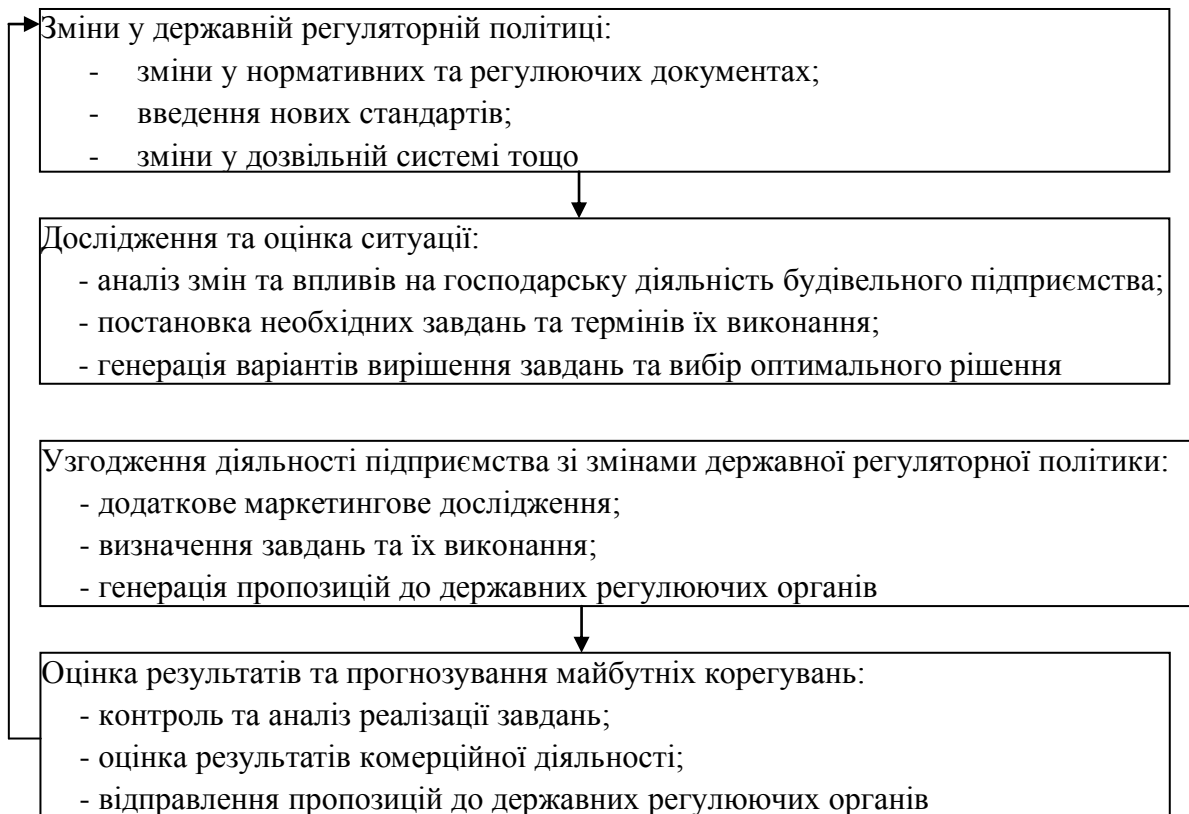 Зміни у державній регуляторній політиці:
- зміни у нормативних та регулюючих документах;
- введення нових стандартів;
- зміни у дозвільній системі тощо
Дослідження та оцінка ситуації:
- аналіз змін та впливів на господарську діяльність будівельного підприємства;
- постановка необхідних завдань та термінів їх виконання;
- генерація варіантів вирішення завдань та вибір оптимального рішення
Узгодження діяльності підприємства зі змінами державної регуляторної політики:
- додаткове маркетингове дослідження;
- визначення завдань та їх виконання;
- генерація пропозицій до державних регулюючих органів
Оцінка результатів та прогнозування майбутніх корегувань:
- контроль та аналіз реалізації завдань;
- оцінка результатів комерційної діяльності;
- відправлення пропозицій до державних регулюючих органів